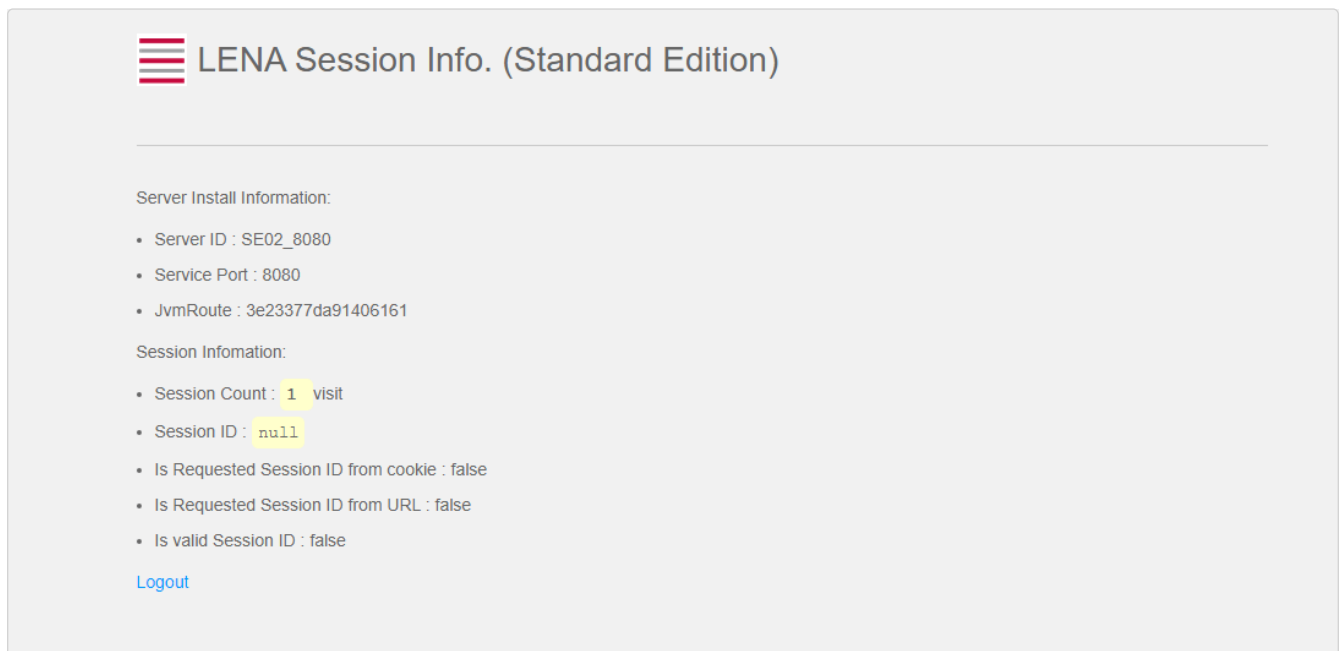 LENA Session Info. (Standard Edition)
Server Install Information:
• Server ID : SE02_8080
• Service Port : 8080
• JvmRoute : 3e23377da91406161
Session Infomation:
• Session Count : 1 visit
• Session ID : null
• Is Requested Session ID from cookie : false
• Is Requested Session ID from URL : false
• Is valid Session ID : false
Logout